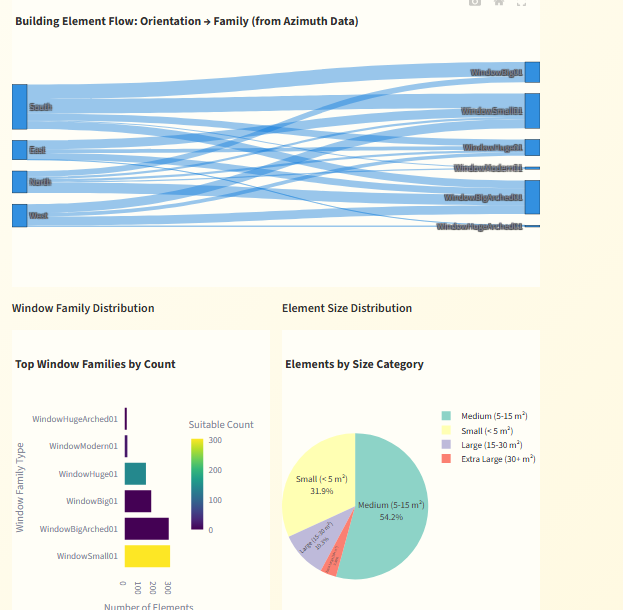 Building Element Flow: Orientation → Family (from Azimuth Data)
South
East
North
West
WindowBig01
WindowSmall01
WindowHuge01
WindowModern01
WindowBigArched01
WindowHugeArched01
Window Family Distribution
Element Size Distribution
Top Window Families by Count
Window Family Type
WindowHugeArched01
WindowModern01
WindowHuge01
WindowBig01
WindowBigArched01
WindowSmall01
0
100
200
300
Number of Elements
Suitable Count
300
200
100
0
Elements by Size Category
Medium (5-15 m²)
Small (< 5 m²)
Large (15-30 m²)
Extra Large (30+ m²)
Small (< 5 m²)
31.9%
Medium (5-15 m²)
54.2%
Large (15-30 m²)